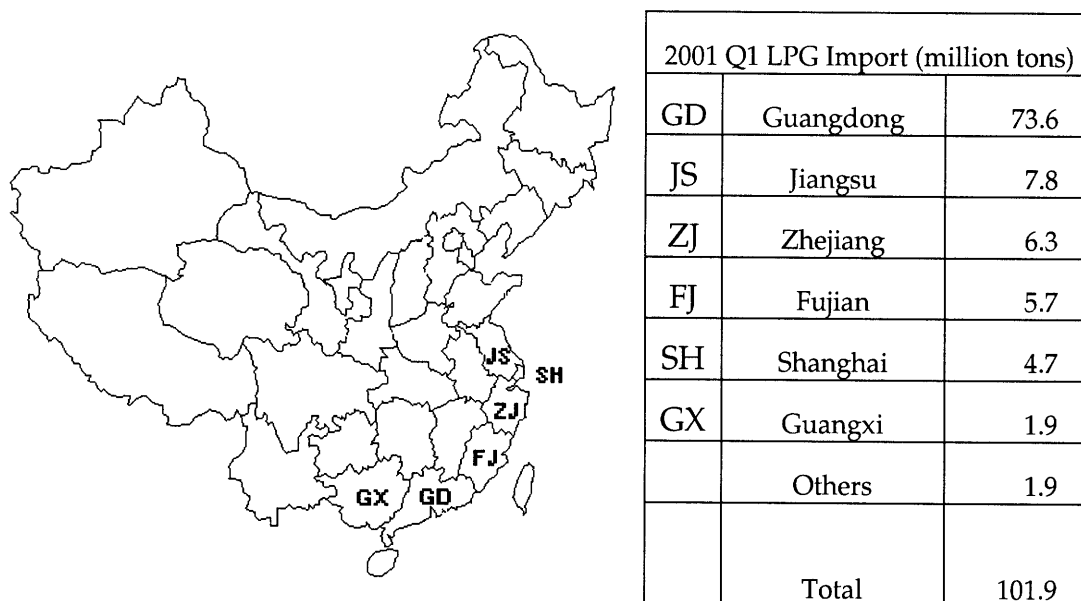 JS
SH
ZJ
FJ
GX GD
2001 Q1 LPG Import (million tons)
GD Guangdong 73.6
JS Jiangsu 7.8
ZJ Zhejiang 6.3
FJ Fujian 5.7
SH Shanghai 4.7
GX Guangxi 1.9
Others 1.9
Total 101.9